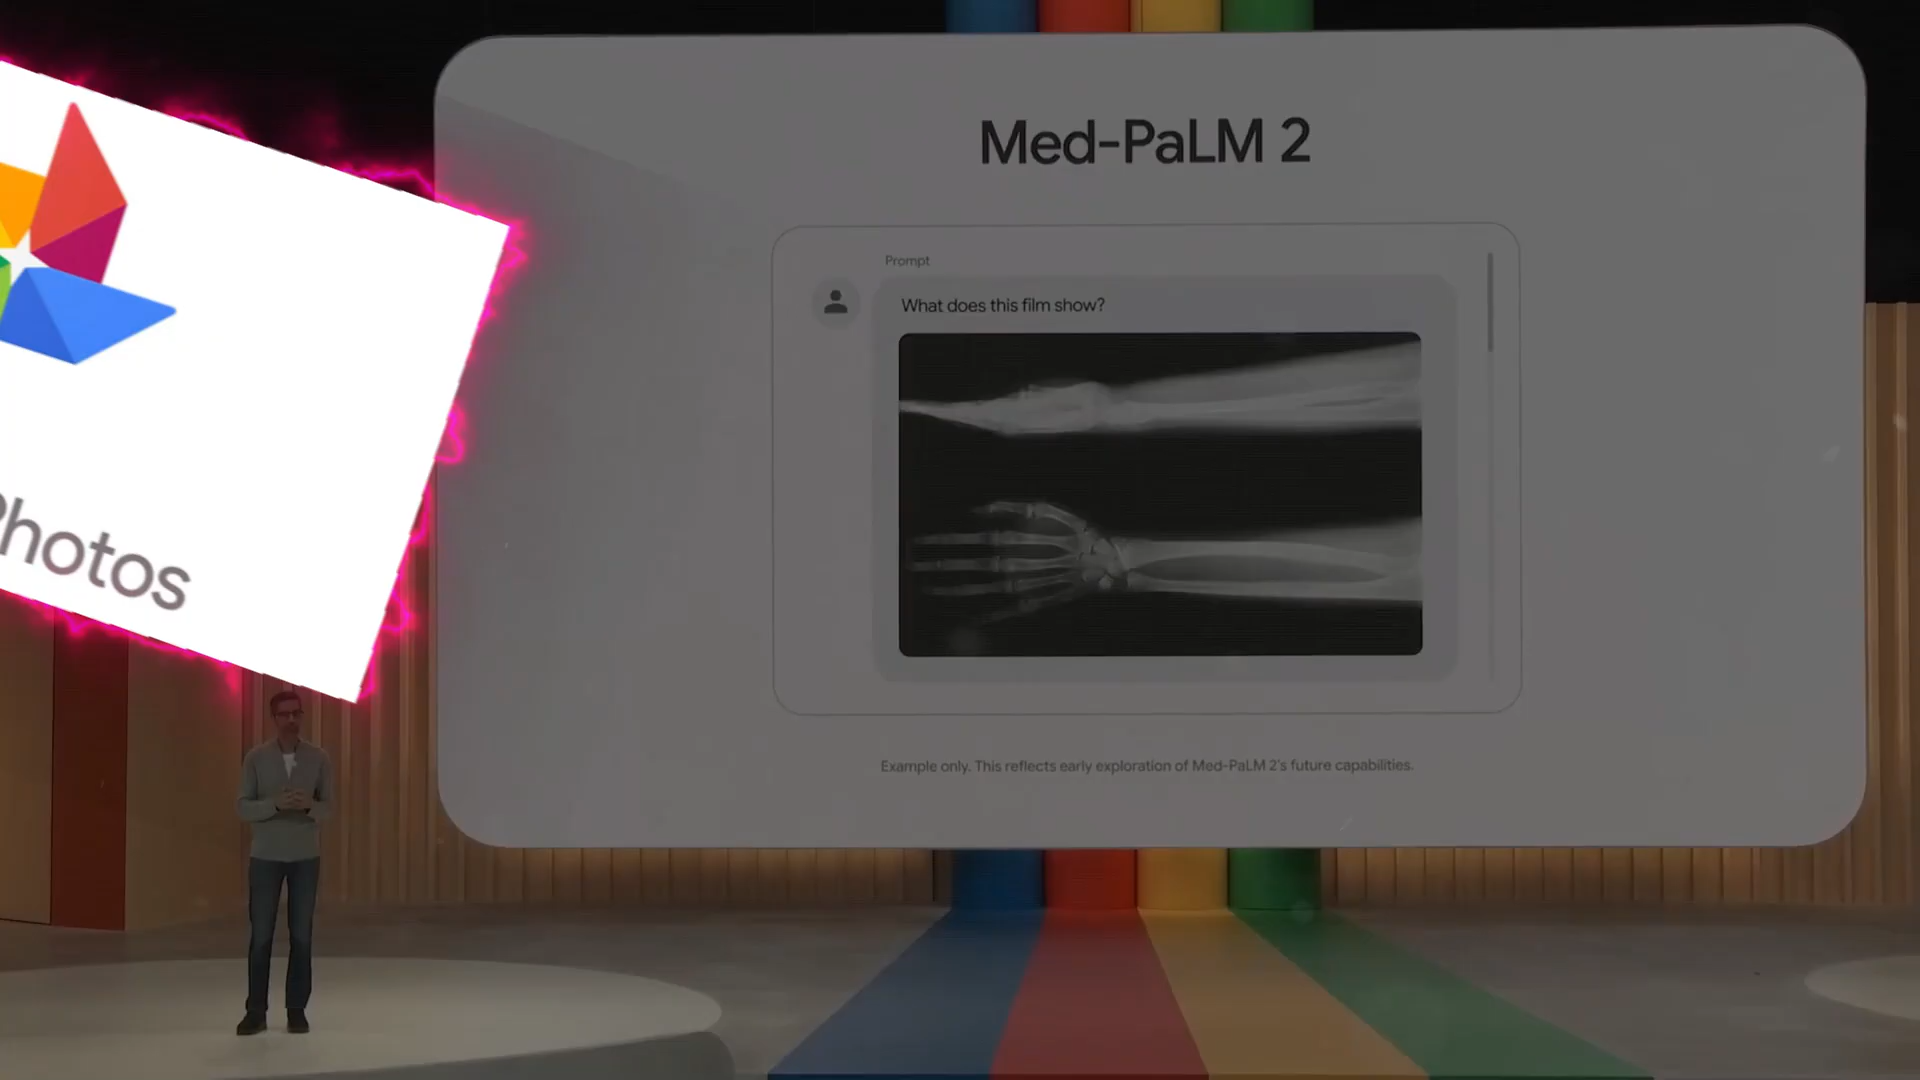 Med-PaLM 2
Prompt
What does this film show?
Photos
Example only. This reflects early exploration of Med-PaLM 2's future capabilities.